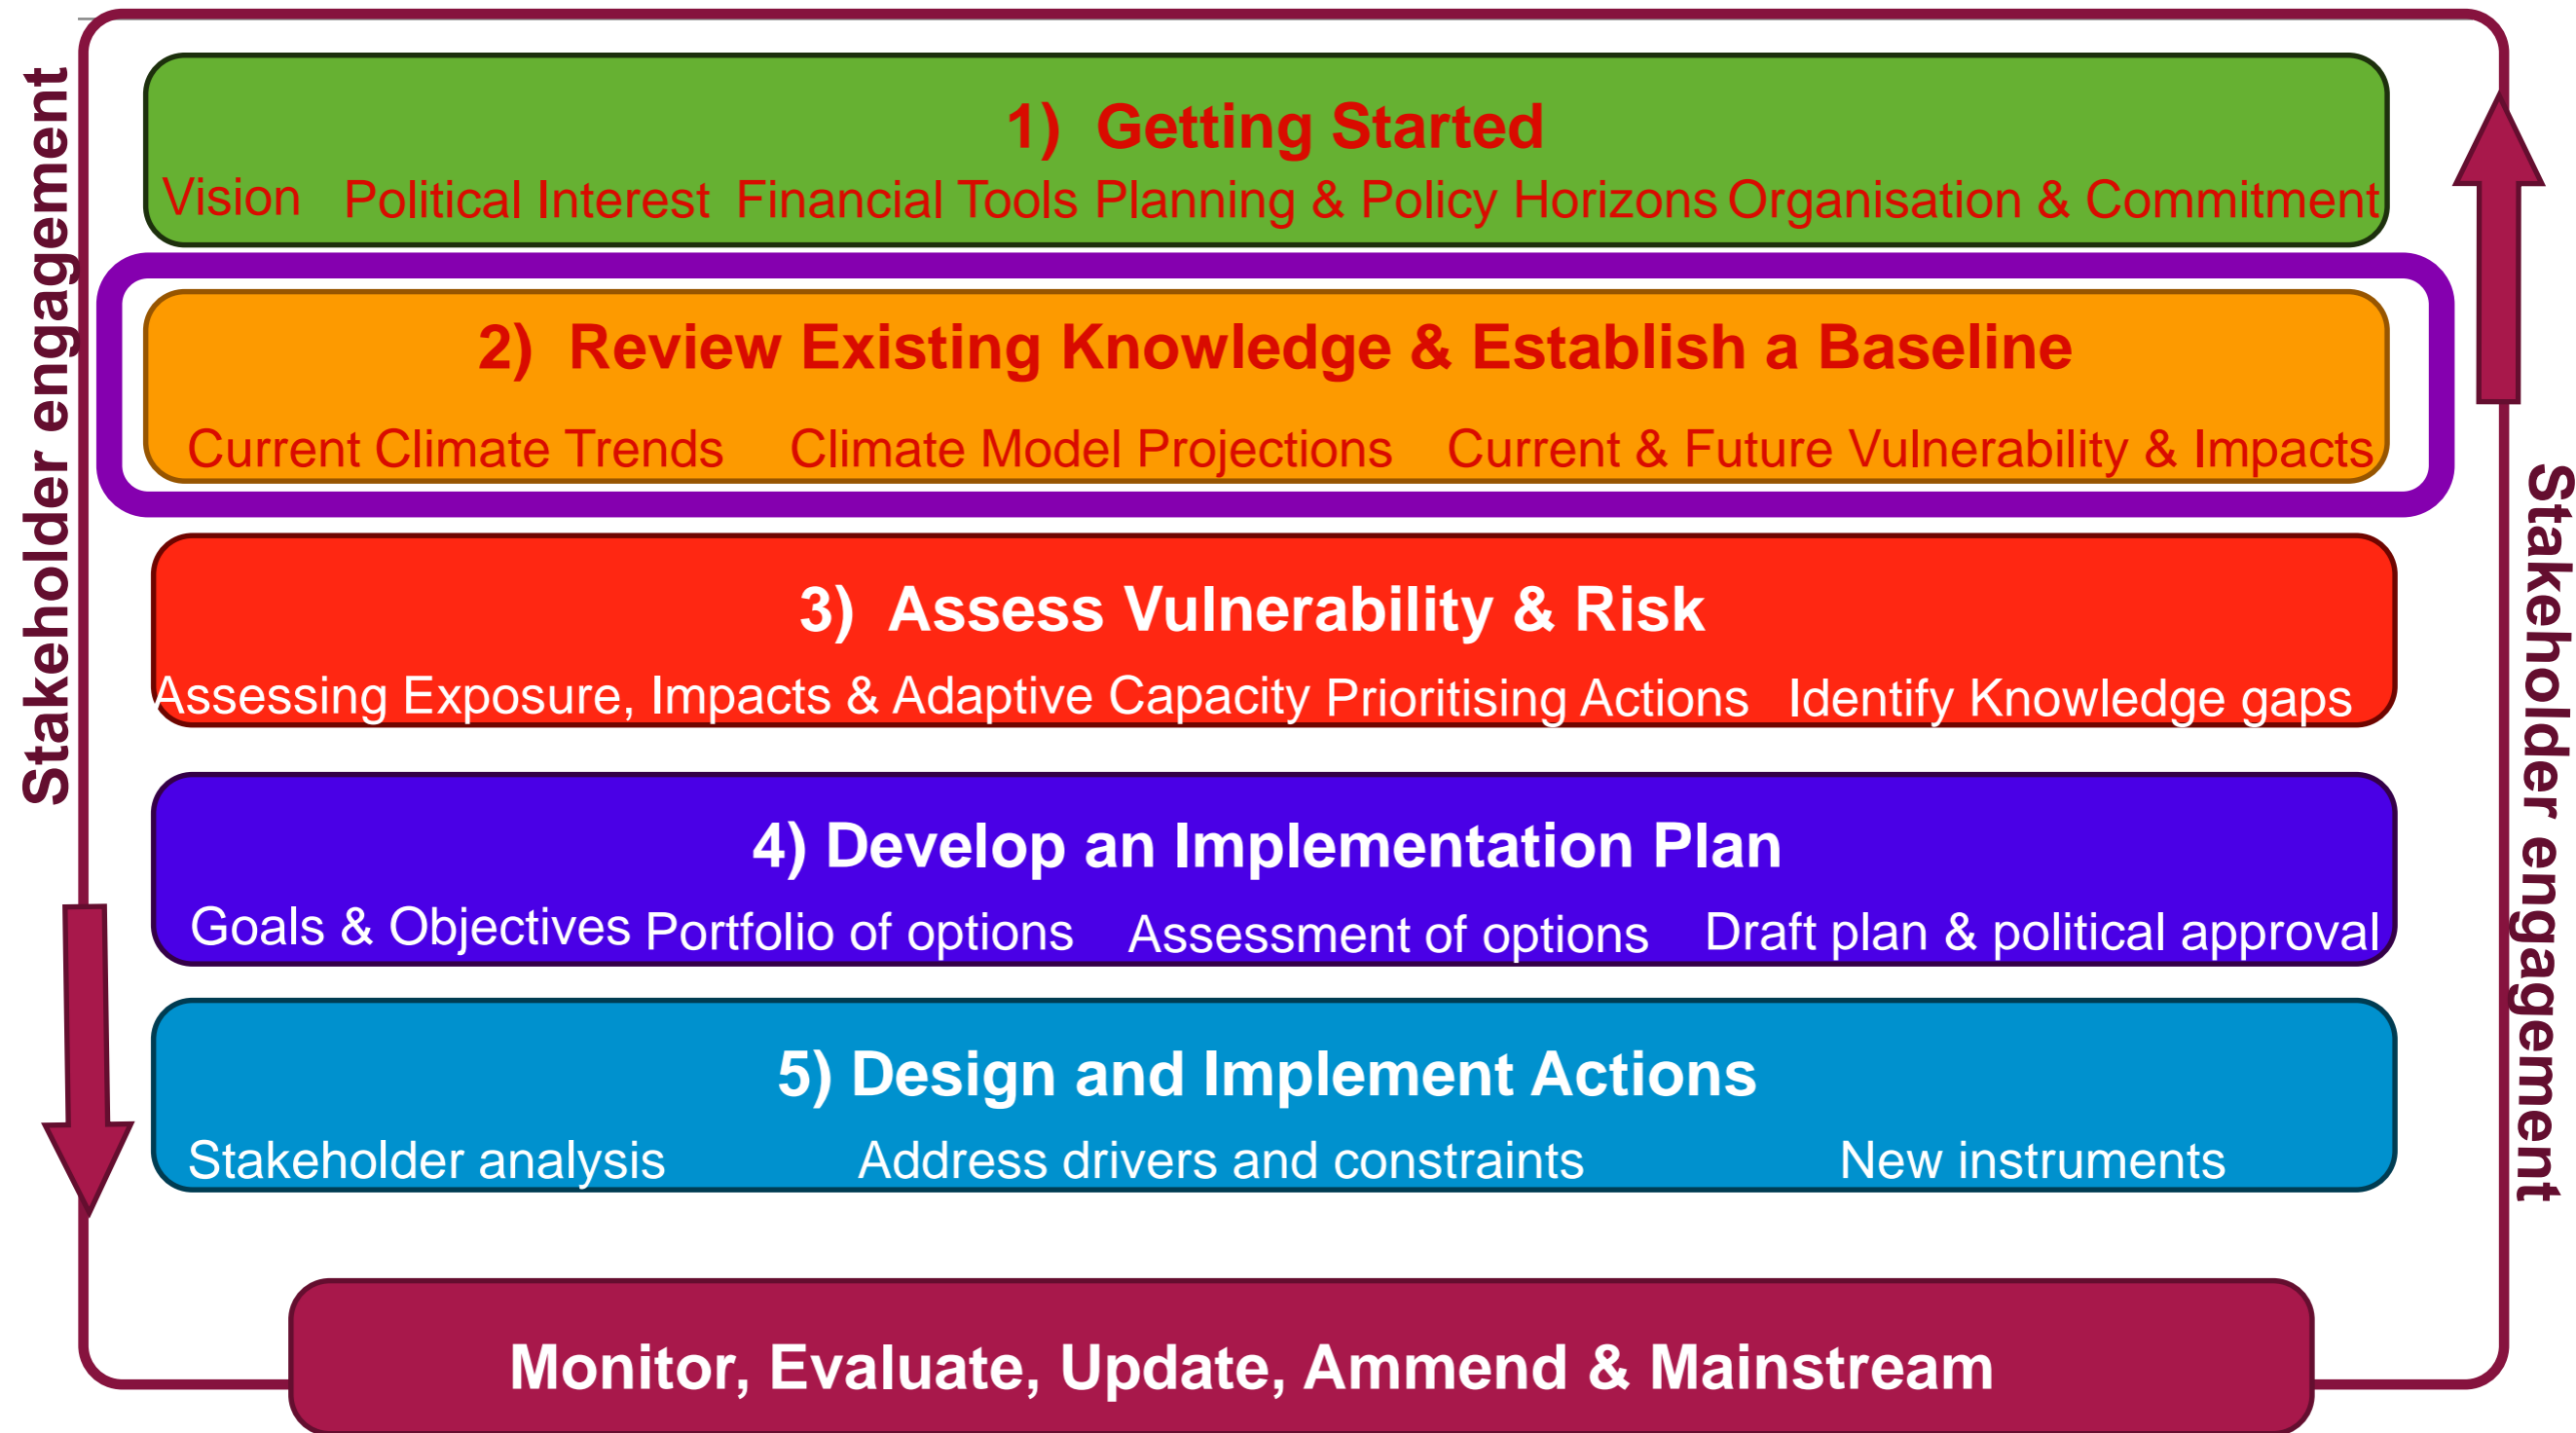 Stakeholder engagement
1) Getting Started
Vision Political Interest Financial Tools Planning & Policy Horizons Organisation & Commitment
2) Review Existing Knowledge & Establish a Baseline
Current Climate Trends Climate Model Projections Current & Future Vulnerability & Impacts
3) Assess Vulnerability & Risk
Assessing Exposure, Impacts & Adaptive Capacity Prioritising Actions Identify Knowledge gaps
4) Develop an Implementation Plan
Goals & Objectives Portfolio of options Assessment of options Draft plan & political approval
5) Design and Implement Actions
Stakeholder analysis Address drivers and constraints New instruments
Monitor, Evaluate, Update, Ammend & Mainstream
Stakeholder engagement